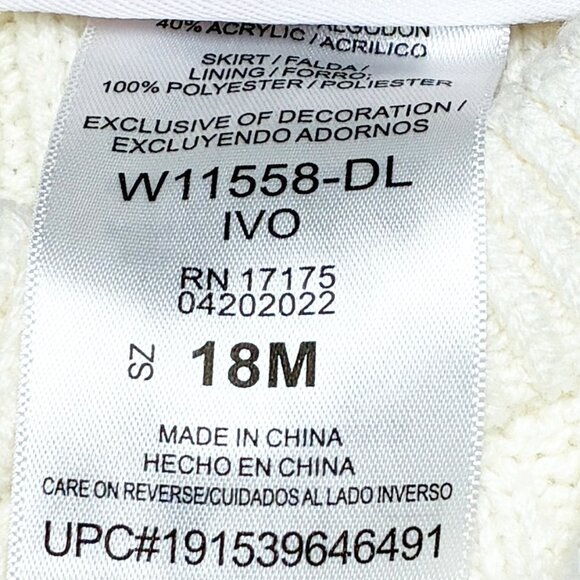 ALGODON
40% ACRYLIC/ACRILICO
SKIRT/FALDA/
LINING/FORRO:
100% POLYESTER/POLIESTER
EXCLUSIVE OF DECORATION/
EXCLUYENDO ADORNOS
W11558-DL
IVO
RN 17175
04202022
SZ 18M
MADE IN CHINA
HECHO EN CHINA
CARE ON REVERSE/CUIDADOS AL LADO INVERSO
UPC#191539646491